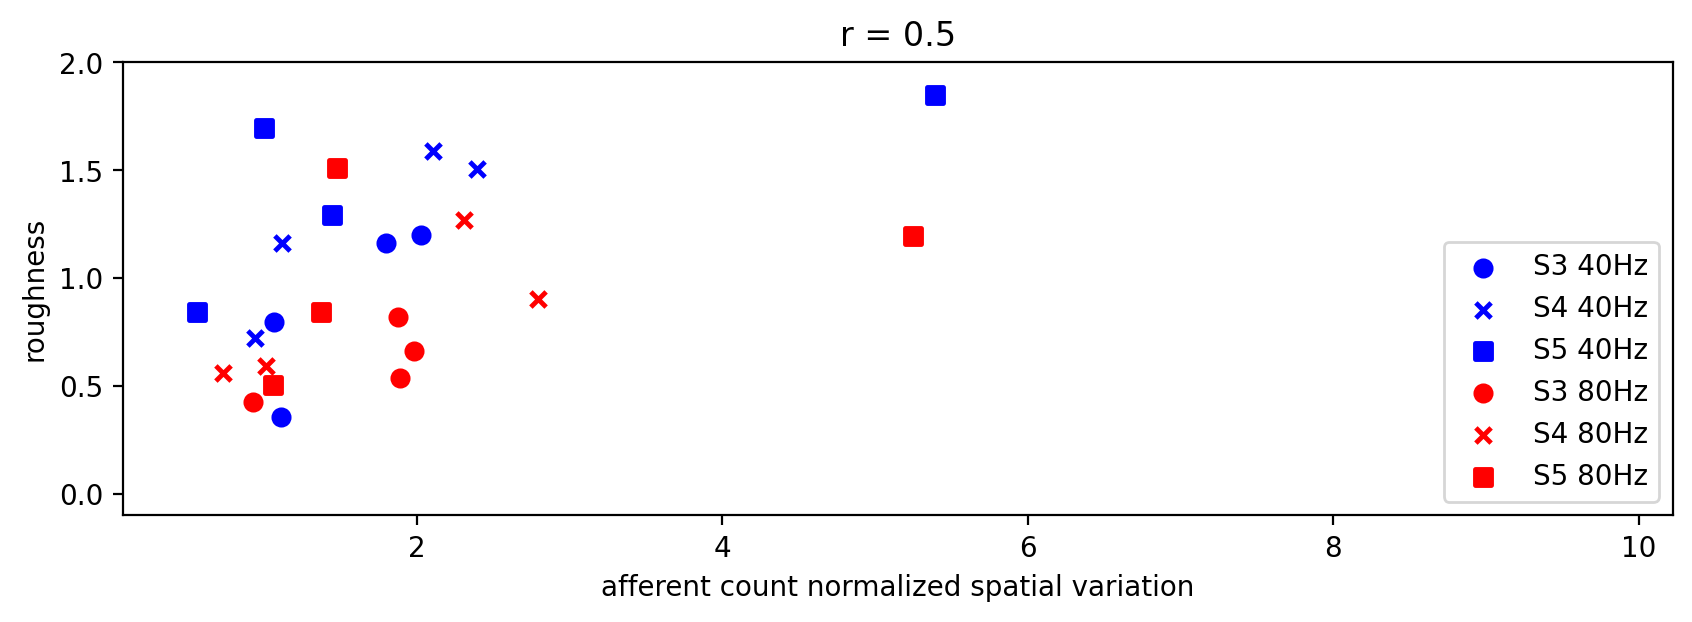 r = 0.5
2.0
1.5
1.0
0.5
0.0
roughness
S3 40Hz
S4 40Hz
S5 40Hz
S3 80Hz
S4 80Hz
S5 80Hz
2 4 6 8 10
afferent count normalized spatial variation